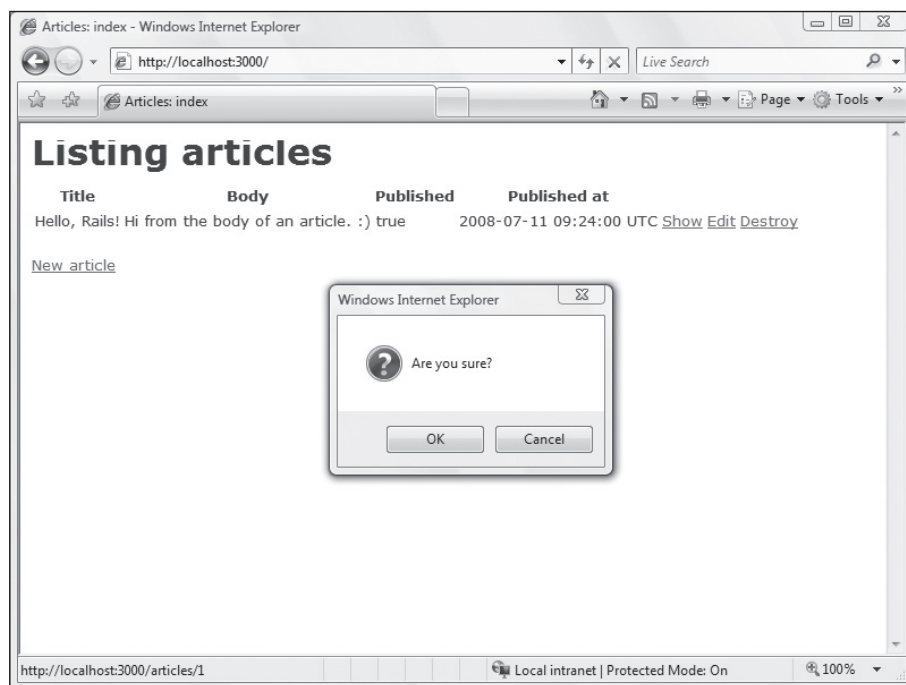 Articles: index - Windows Internet Explorer
http://localhost:3000/
Live Search
Articles: index
Page
Tools
Listing articles
Title Body Published Published at
Hello, Rails! Hi from the body of an article. :) true 2008-07-11 09:24:00 UTC Show Edit Destroy
New article
Windows Internet Explorer
Are you sure?
OK Cancel
http://localhost:3000/articles/1 Local intranet | Protected Mode: On 100%